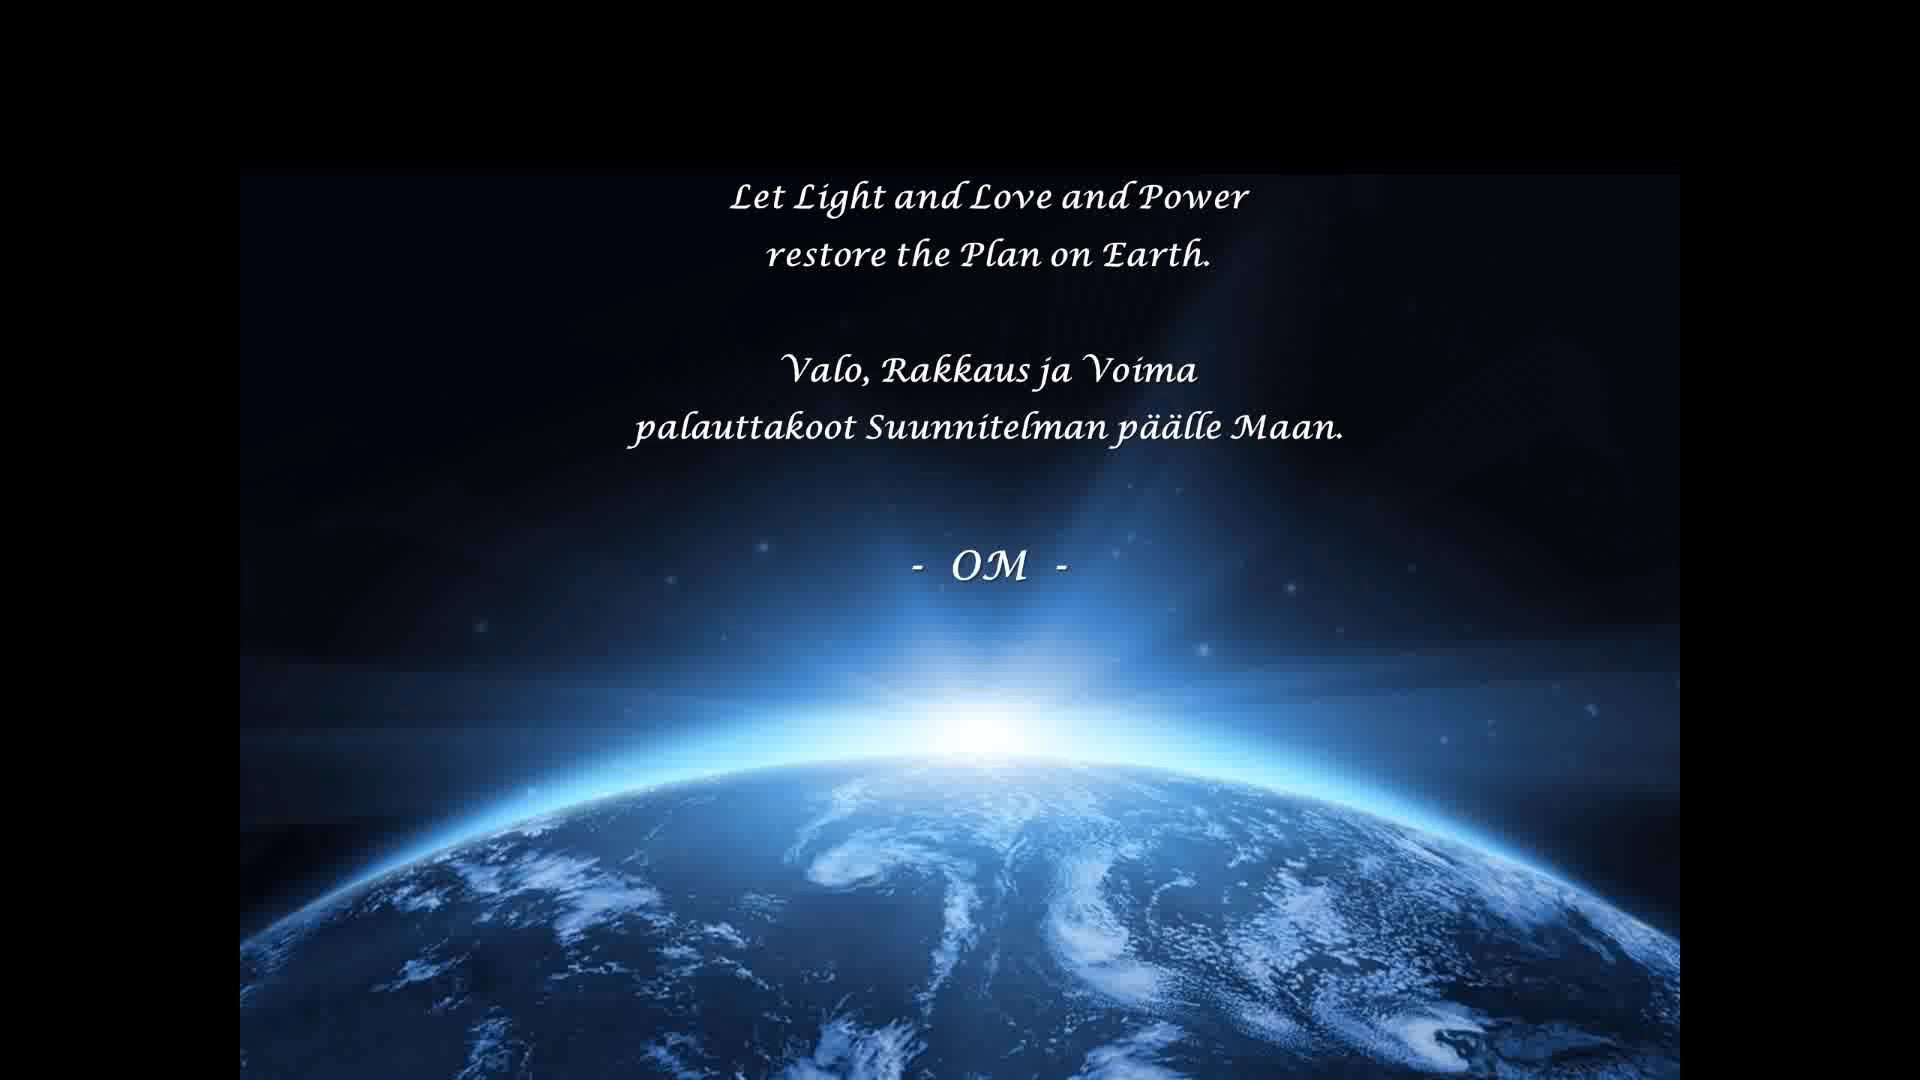 Let Light and Love and Power
restore the Plan on Earth.
Valo, Rakkaus ja Voima
palauttakoot Suunnitelman päälle Maan.
- OM -